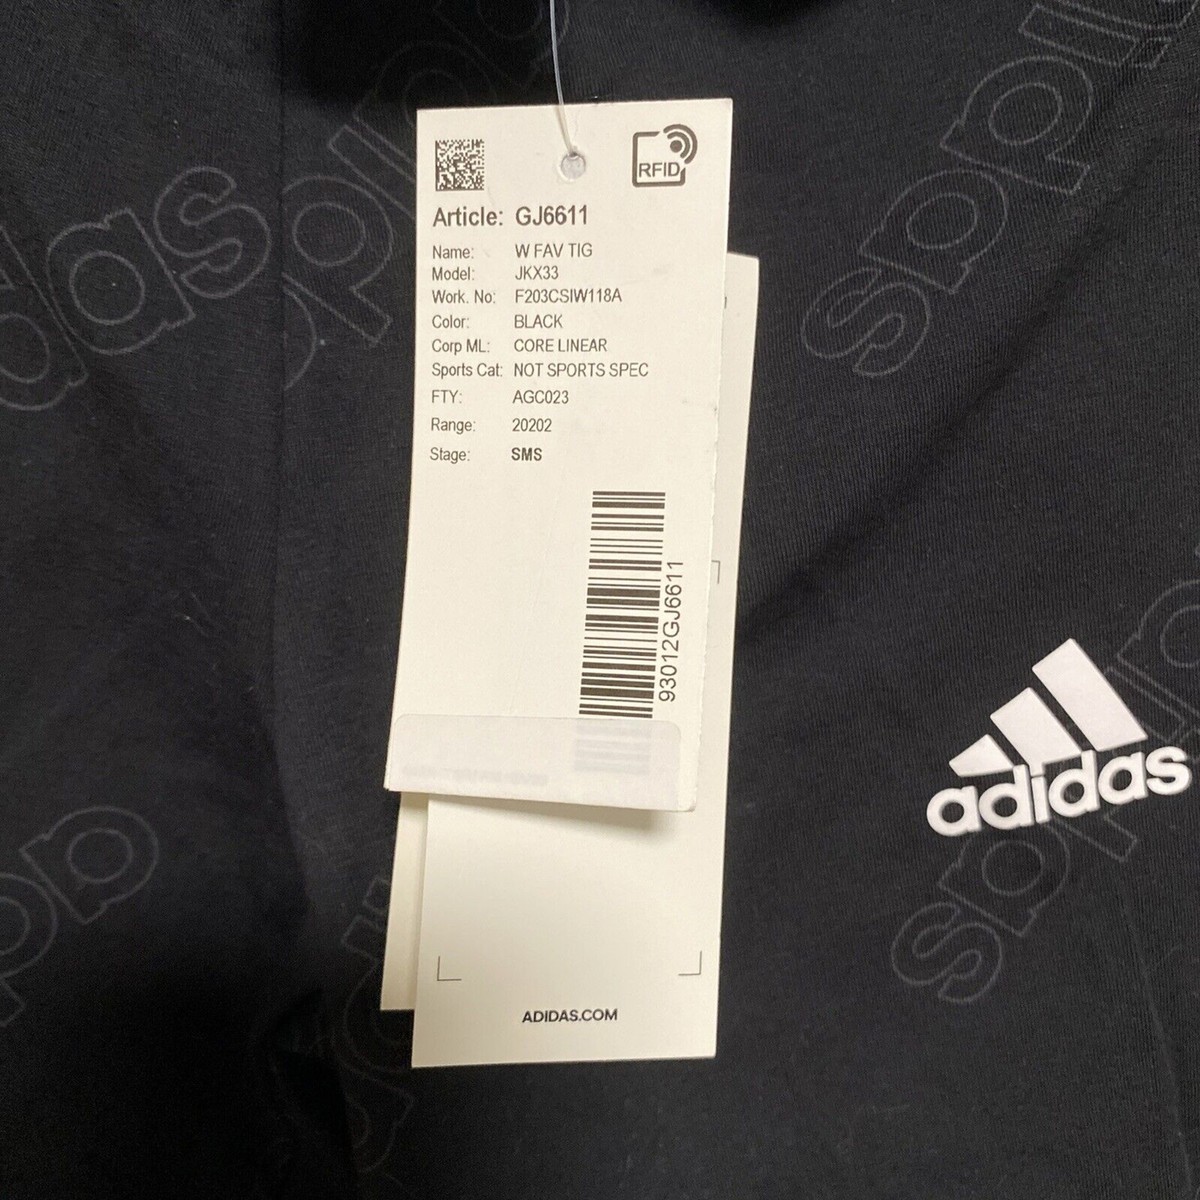 RFID
Article: GJ6611
Name: W FAV TIG
Model: JKX33
Work. No: F203CSIW118A
Color: BLACK
Corp ML: CORE LINEAR
Sports Cat: NOT SPORTS SPEC
FTY: AGC023
Range: 20202
Stage: SMS
93012GJ6611
ADIDAS.COM
adidas